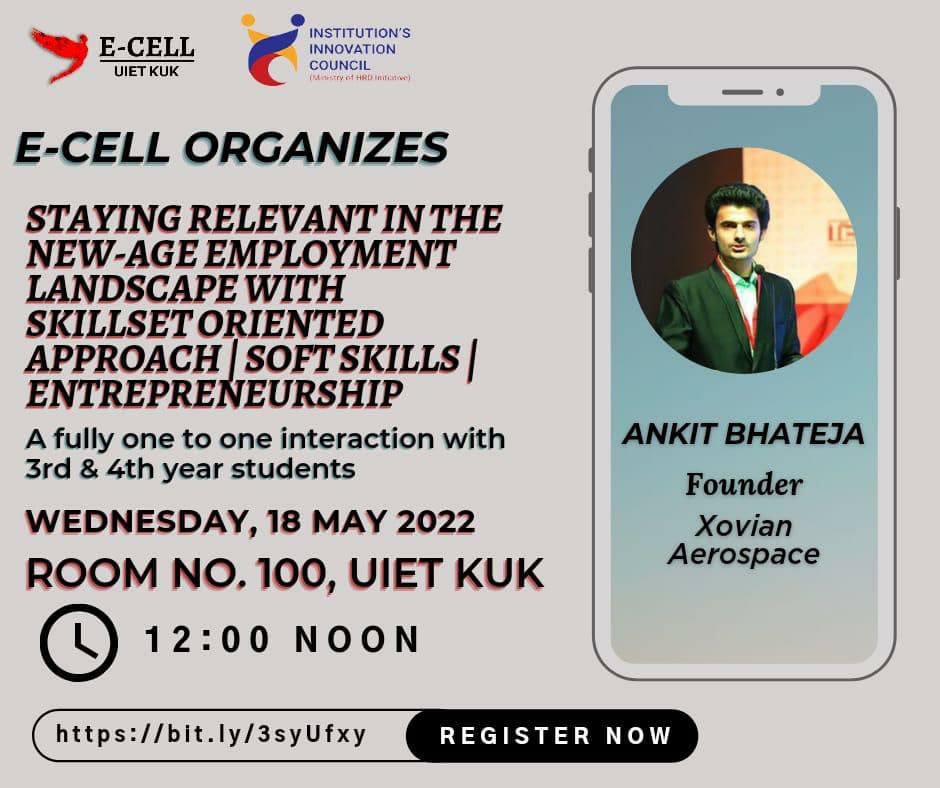 E-CELL
UIET KUK
INSTITUTION'S
INNOVATION
COUNCIL
(Ministry of HRD Initiative)
E-CELL ORGANIZES
STAYING RELEVANT IN THE
NEW-AGE EMPLOYMENT
LANDSCAPE WITH
SKILLSET ORIENTED
APPROACH | SOFT SKILLS |
ENTREPRENEURSHIP
A fully one to one interaction with
3rd & 4th year students
WEDNESDAY, 18 MAY 2022
ROOM NO. 100, UIET KUK
12:00 NOON
https://bit.ly/3syUfxy
REGISTER NOW
ANKIT BHATEJA
Founder
Xovian
Aerospace